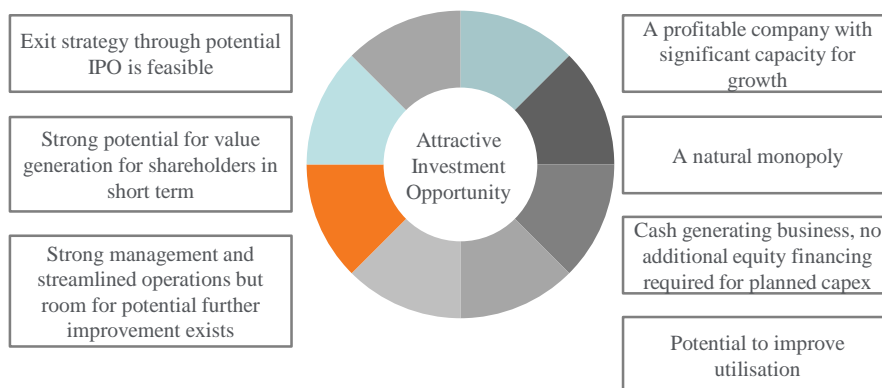 Exit strategy through potential
IPO is feasible
Strong potential for value
generation for shareholders in
short term
Strong management and
streamlined operations but
room for potential further
improvement exists
Attractive
Investment
Opportunity
A profitable company with
significant capacity for
growth
A natural monopoly
Cash generating business, no
additional equity financing
required for planned capex
Potential to improve
utilisation